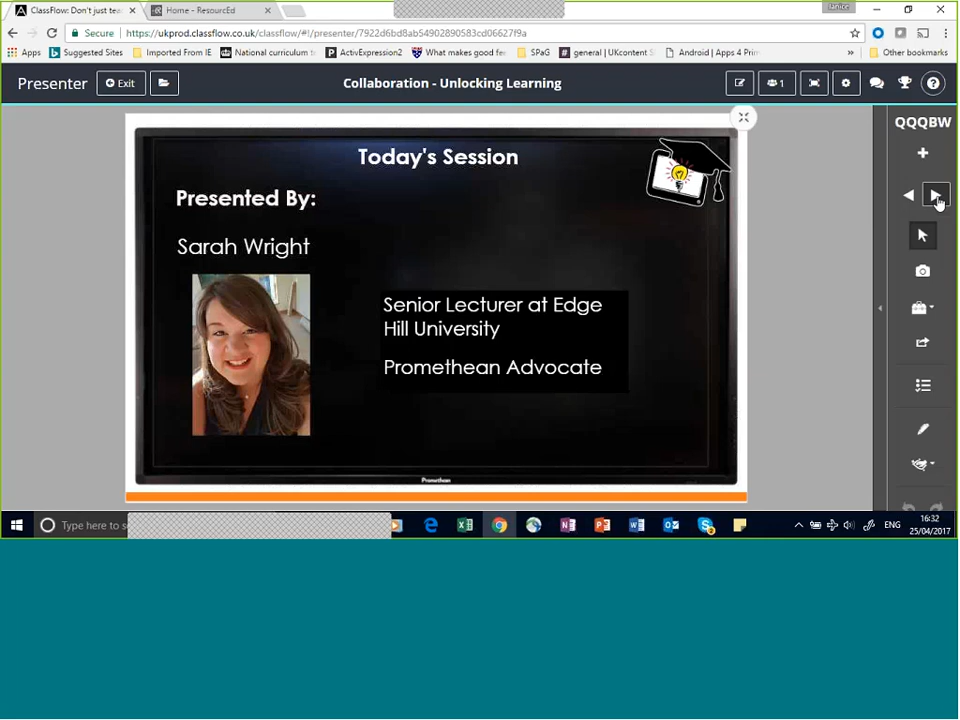 ClassFlow: Don't just tea
Home - ResourcEd
Janice
Secure
https://ukprod.classflow.co.uk/classflow/#!/presenter/7922d6bd8ab54902890583cd06627f9a
Apps
Suggested Sites
Imported From IE
National curriculum
ActivExpression2
What makes good fe
SPaG
general | UKcontent
Android | Apps 4 Prim
»
Other bookmarks
Presenter
Exit
Collaboration - Unlocking Learning
1
QQQBW
Today's Session
Presented By:
Sarah Wright
Senior Lecturer at Edge
Hill University
Promethean Advocate
Promethean
Type here to s
ENG
16:32
25/04/2017